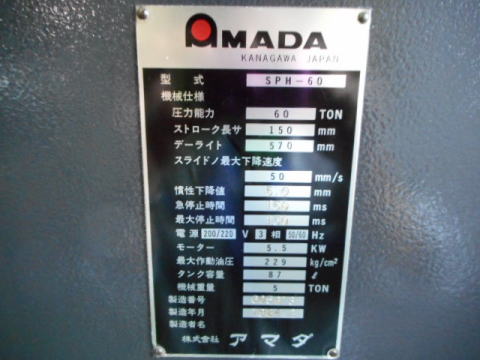 AMADA
KANAGAWA JAPAN
型式 SPH-60
機械仕様
圧力能力 60 TON
ストローク長サ 150 mm
デーライト 570 mm
スライドノ最大下降速度
50 mm/s
慣性下降値 mm
急停止時間 ms
最大停止時間 ms
電源 200/220 V 3 相 50/60 Hz
モーター 5.5 KW
最大作動油圧 229 kg/cm²
タンク容量 87 ℓ
機械重量 5 TON
製造番号
製造年月
製造者名
株式会社 アマダ